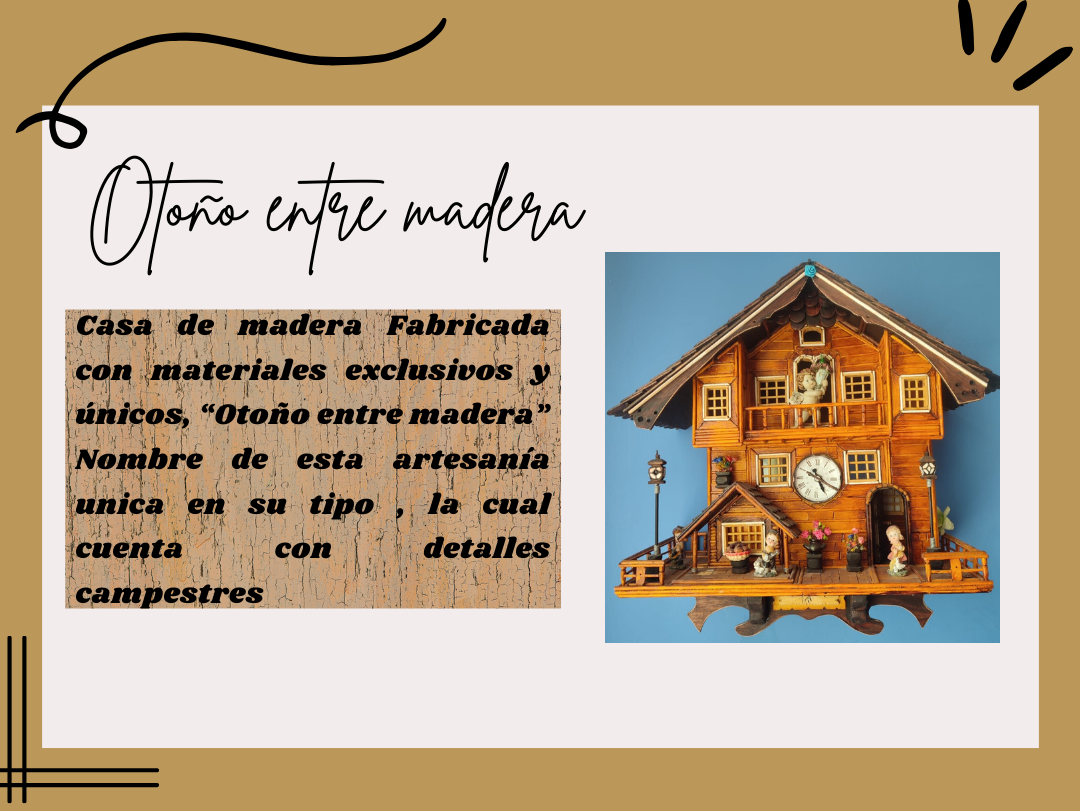 Otoño entre madera
Casa de madera Fabricada
con materiales exclusivos y
únicos, “Otoño entre madera”
Nombre de esta artesanía
unica en su tipo , la cual
cuenta con detalles
campestres